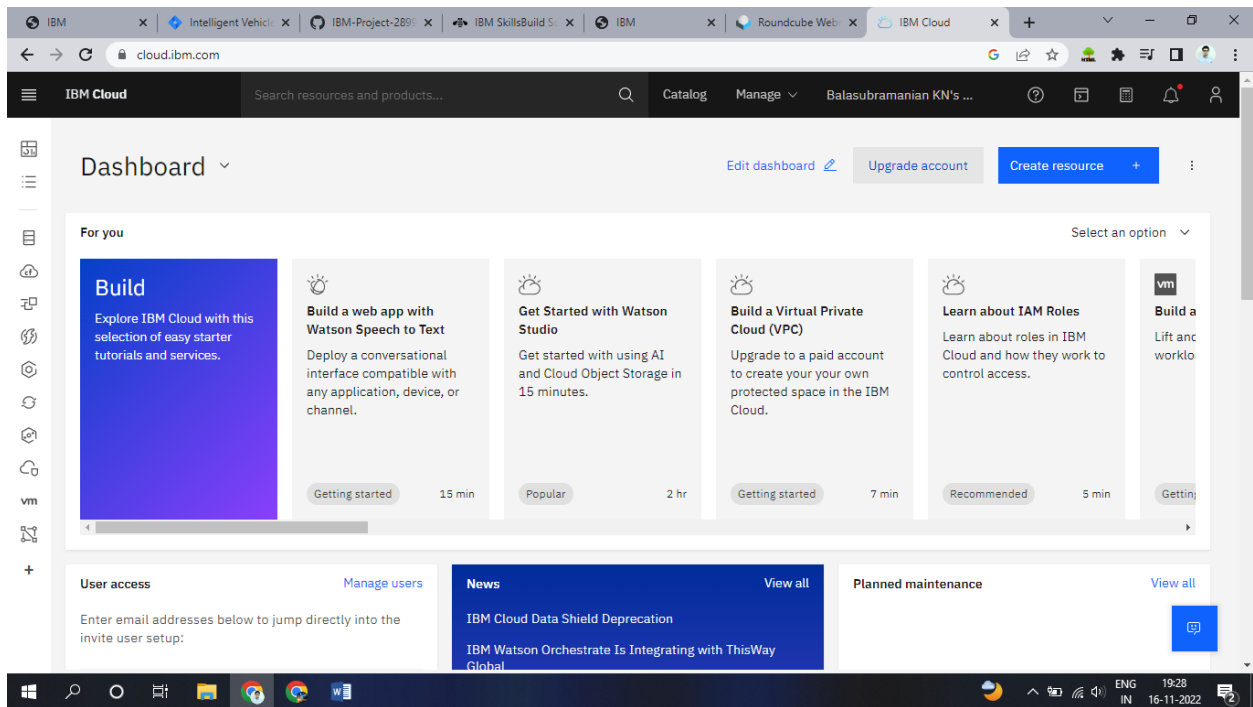 IBM
Intelligent Vehicle
IBM-Project-2899
IBM SkillsBuild
IBM
Roundcube Web
IBM Cloud
cloud.ibm.com
IBM Cloud
Search resources and products...
Catalog
Manage
Balasubramanian KN's ...
Dashboard
Edit dashboard
Upgrade account
Create resource +
For you
Select an option
Build
Explore IBM Cloud with this
selection of easy starter
tutorials and services.
Build a web app with
Watson Speech to Text
Deploy a conversational
interface compatible with
any application, device, or
channel.
Getting started
15 min
Get Started with Watson
Studio
Get started with using AI
and Cloud Object Storage in
15 minutes.
Popular
2 hr
Build a Virtual Private
Cloud (VPC)
Upgrade to a paid account
to create your your own
protected space in the IBM
Cloud.
Getting started
7 min
Learn about IAM Roles
Learn about roles in IBM
Cloud and how they work to
control access.
Recommended
5 min
vm
Build a
Lift and
worklo
Getting
vm
User access
Manage users
Enter email addresses below to jump directly into the
invite user setup:
News
View all
IBM Cloud Data Shield Deprecation
IBM Watson Orchestrate Is Integrating with ThisWay
Global
Planned maintenance
View all
ENG
IN
19:28
16-11-2022
2